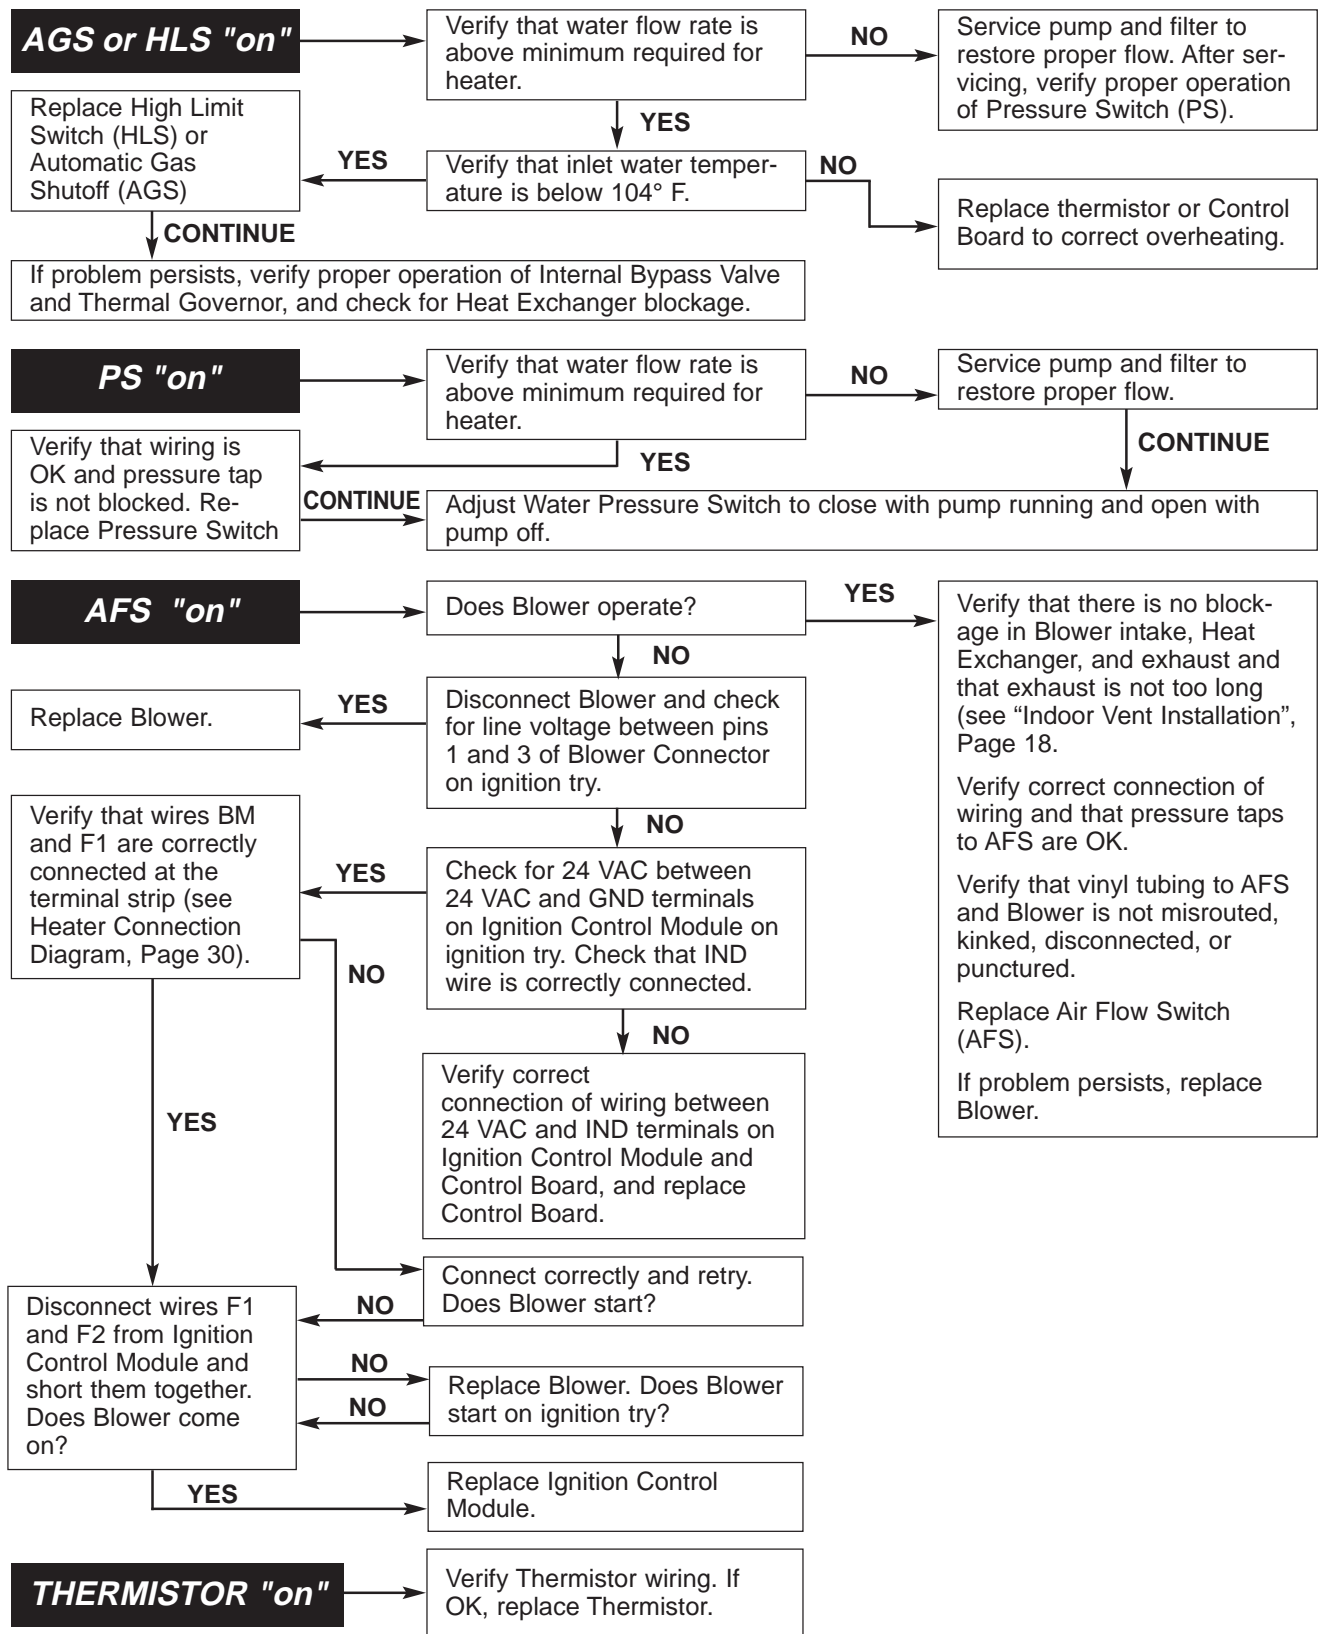 AGS or HLS "on"
Verify that water flow rate is
above minimum required for
heater.
NO
Service pump and filter to
restore proper flow. After ser-
vicing, verify proper operation
of Pressure Switch (PS).
YES
Replace High Limit
Switch (HLS) or
Automatic Gas
Shutoff (AGS)
YES
Verify that inlet water temper-
ature is below 104° F.
NO
Replace thermistor or Control
Board to correct overheating.
CONTINUE
If problem persists, verify proper operation of Internal Bypass Valve
and Thermal Governor, and check for Heat Exchanger blockage.
PS "on"
Verify that water flow rate is
above minimum required for
heater.
NO
Service pump and filter to
restore proper flow.
CONTINUE
YES
Verify that wiring is
OK and pressure tap
is not blocked. Re-
place Pressure Switch
CONTINUE
Adjust Water Pressure Switch to close with pump running and open with
pump off.
AFS "on"
Does Blower operate?
YES
Verify that there is no block-
age in Blower intake, Heat
Exchanger, and exhaust and
that exhaust is not too long
(see “Indoor Vent Installation”,
Page 18.
Verify correct connection of
wiring and that pressure taps
to AFS are OK.
Verify that vinyl tubing to AFS
and Blower is not misrouted,
kinked, disconnected, or
punctured.
Replace Air Flow Switch
(AFS).
If problem persists, replace
Blower.
NO
Replace Blower.
YES
Disconnect Blower and check
for line voltage between pins
1 and 3 of Blower Connector
on ignition try.
NO
Verify that wires BM
and F1 are correctly
connected at the
terminal strip (see
Heater Connection
Diagram, Page 30).
YES
Check for 24 VAC between
24 VAC and GND terminals
on Ignition Control Module on
ignition try. Check that IND
wire is correctly connected.
NO
NO
Verify correct
connection of wiring between
24 VAC and IND terminals on
Ignition Control Module and
Control Board, and replace
Control Board.
YES
Connect correctly and retry.
Does Blower start?
NO
Disconnect wires F1
and F2 from Ignition
Control Module and
short them together.
Does Blower come
on?
NO
NO
Replace Blower. Does Blower
start on ignition try?
YES
Replace Ignition Control
Module.
THERMISTOR "on"
Verify Thermistor wiring. If
OK, replace Thermistor.